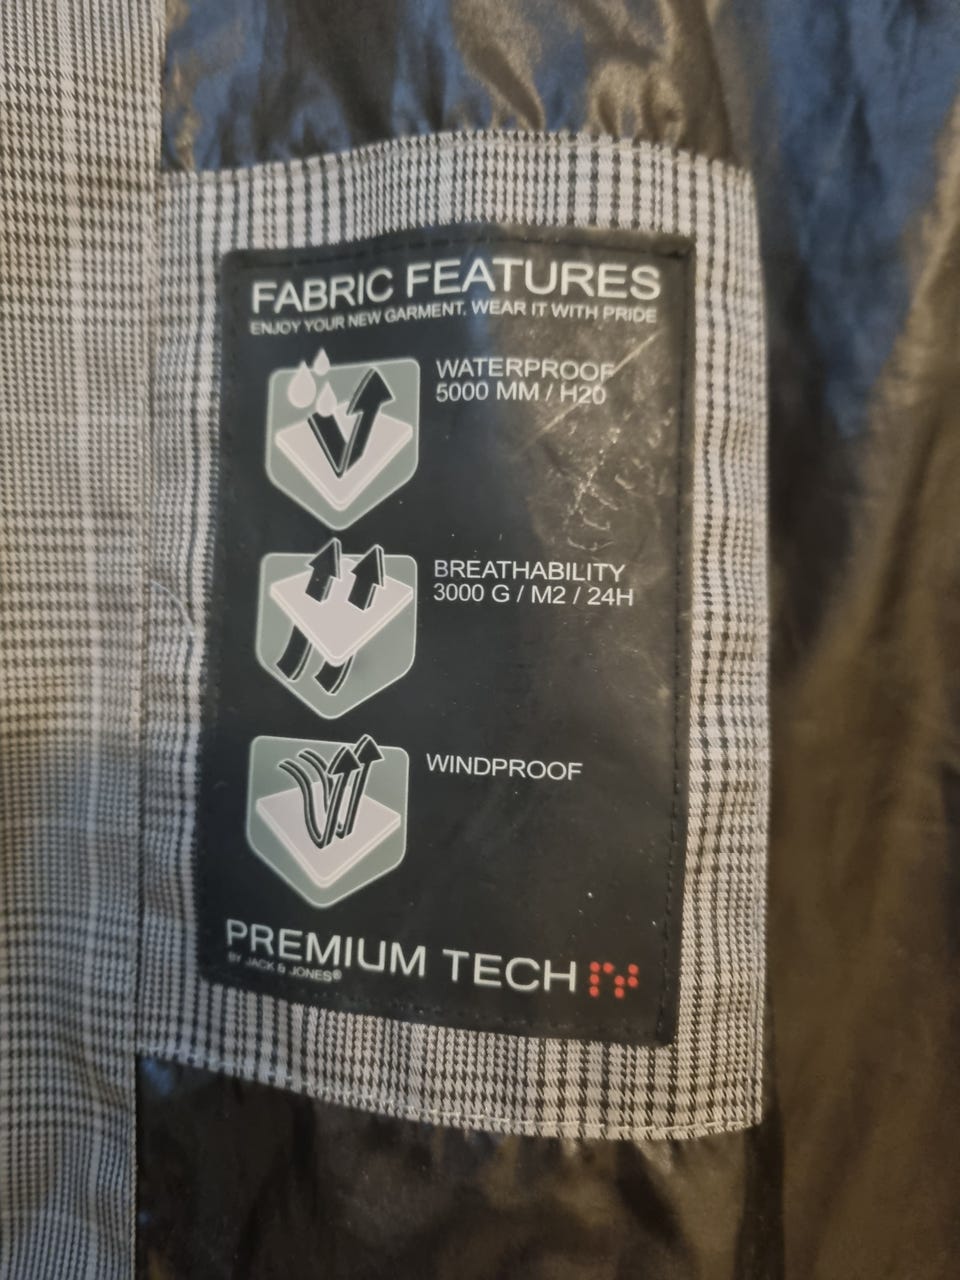 FABRIC FEATURES
ENJOY YOUR NEW GARMENT, WEAR IT WITH PRIDE
WATERPROOF
5000 MM / H20
BREATHABILITY
3000 G / M2 / 24H
WINDPROOF
PREMIUM TECH
BY JACK & JONES®